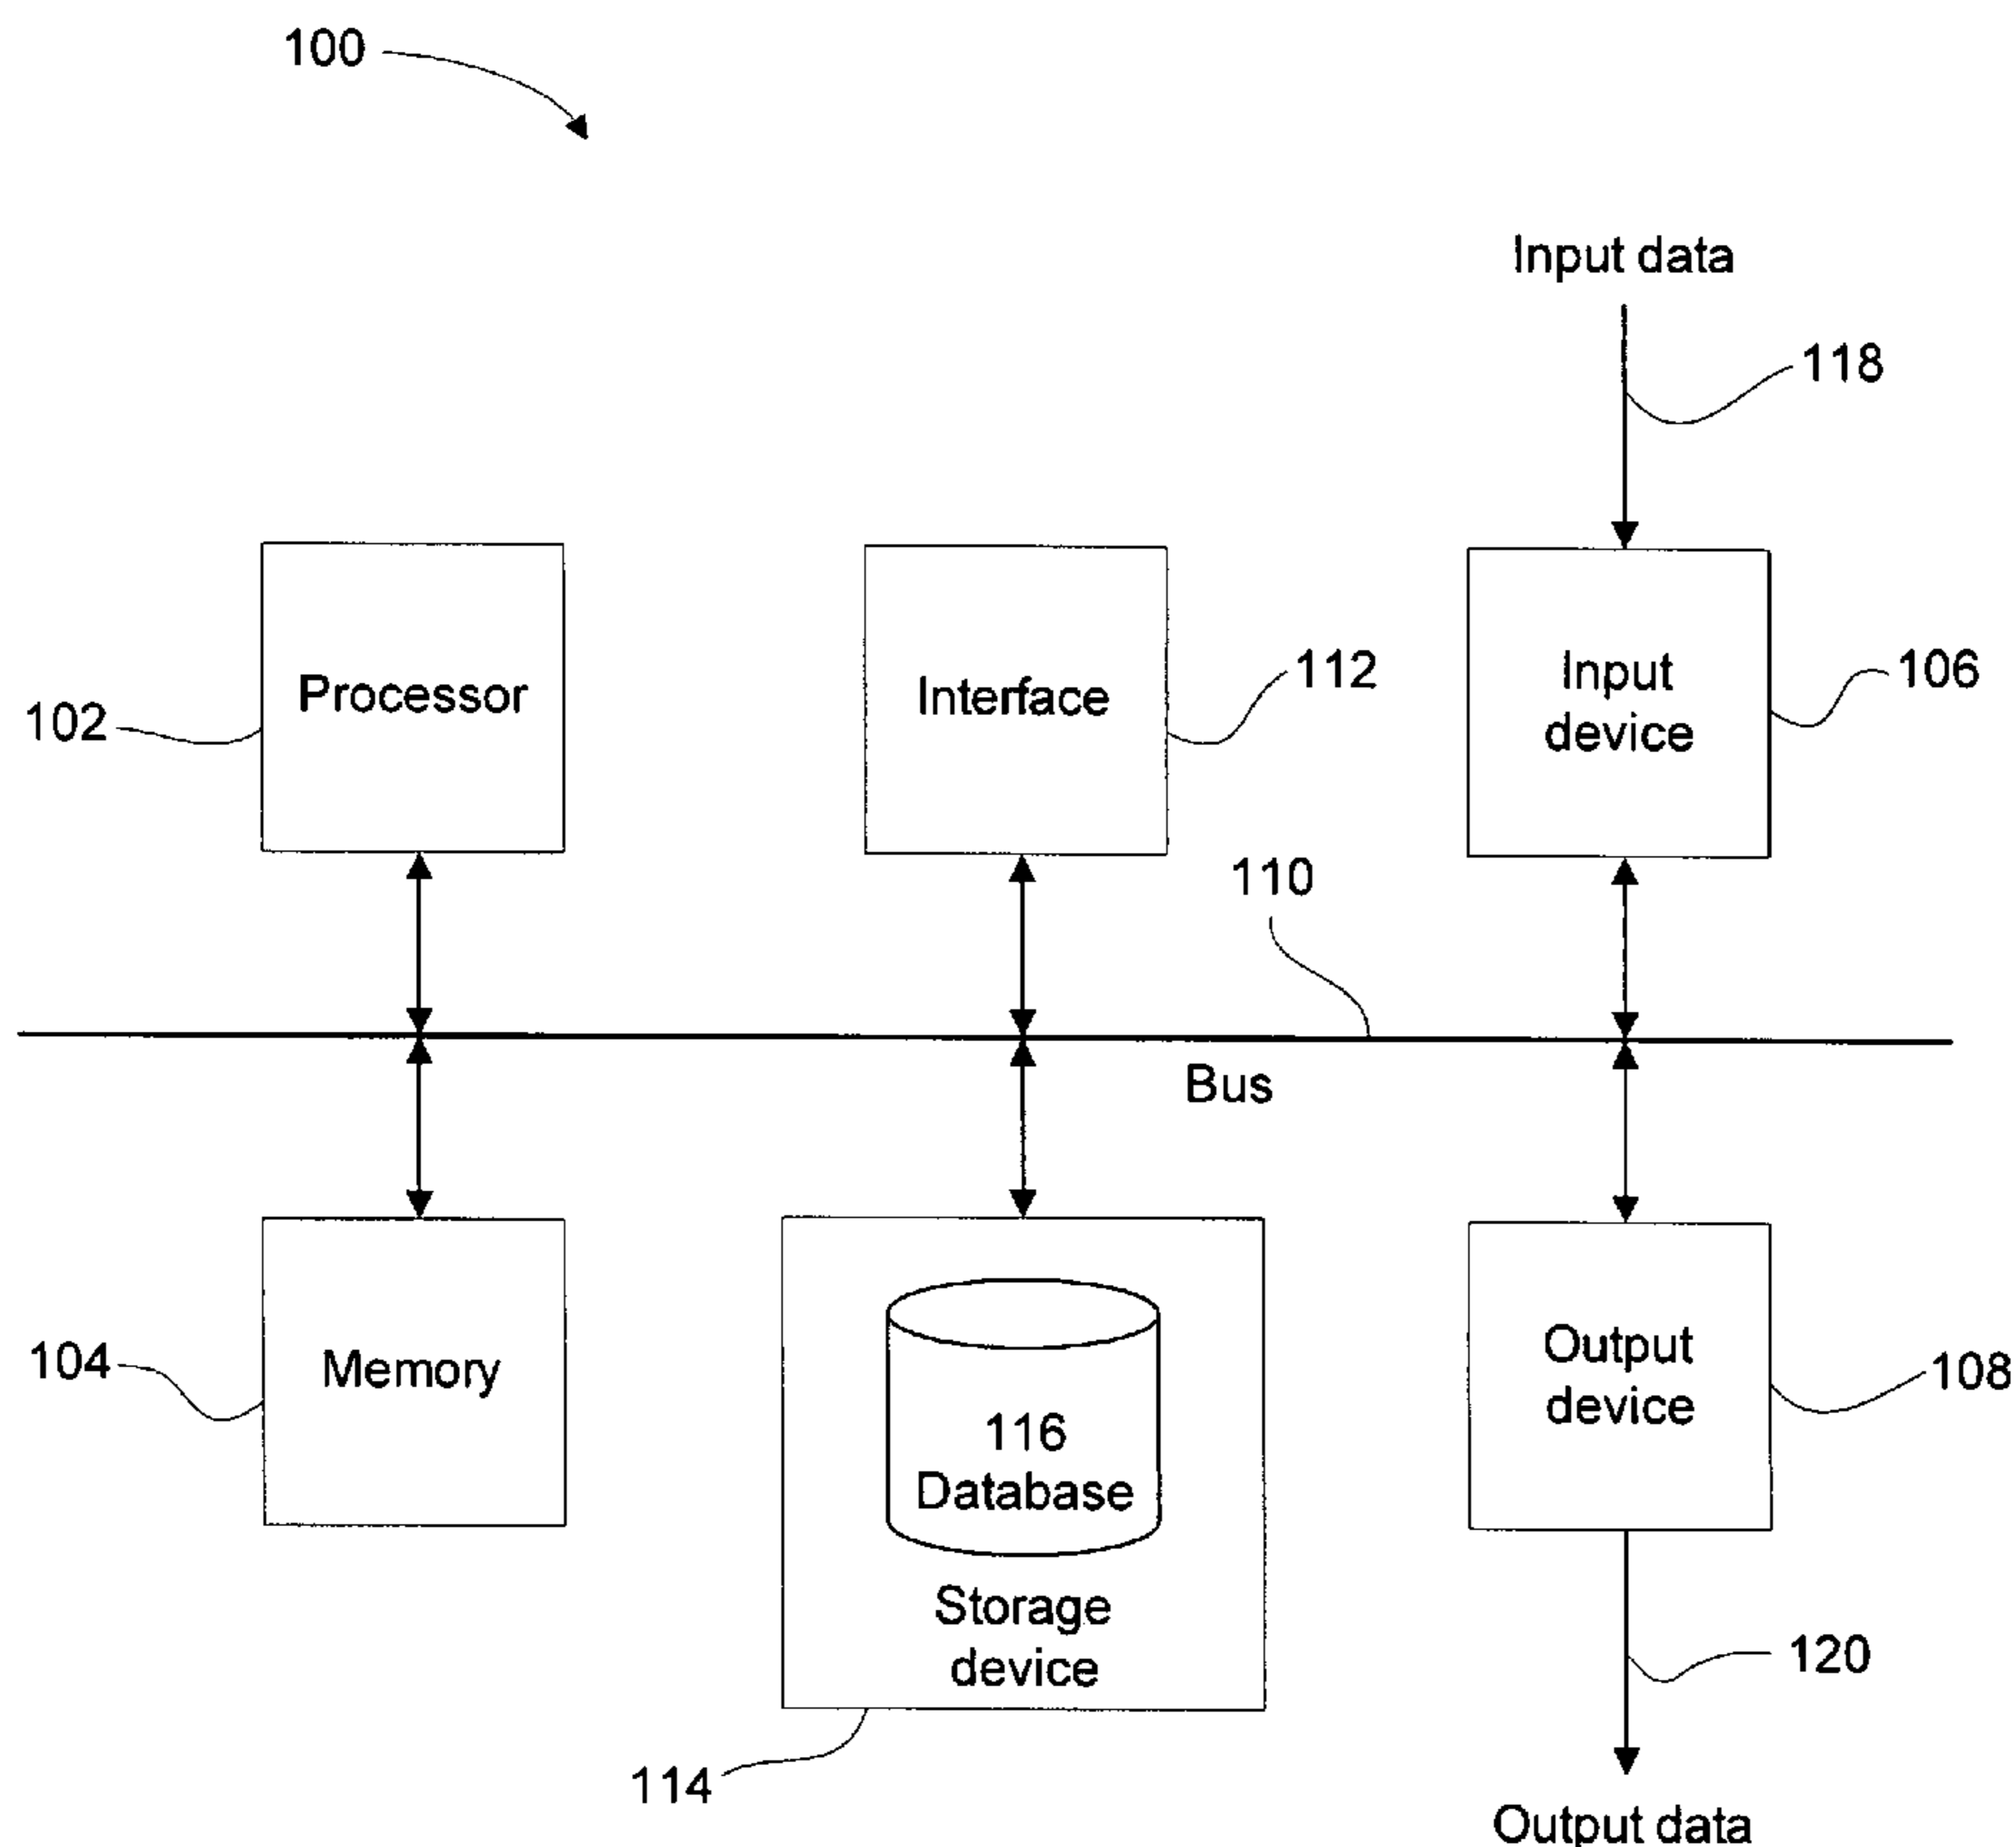 100
Input data
118
Processor
102
Interface
112
Input
device
106
110
Bus
Memory
104
116
Database
Storage
device
114
Output
device
108
120
Output data